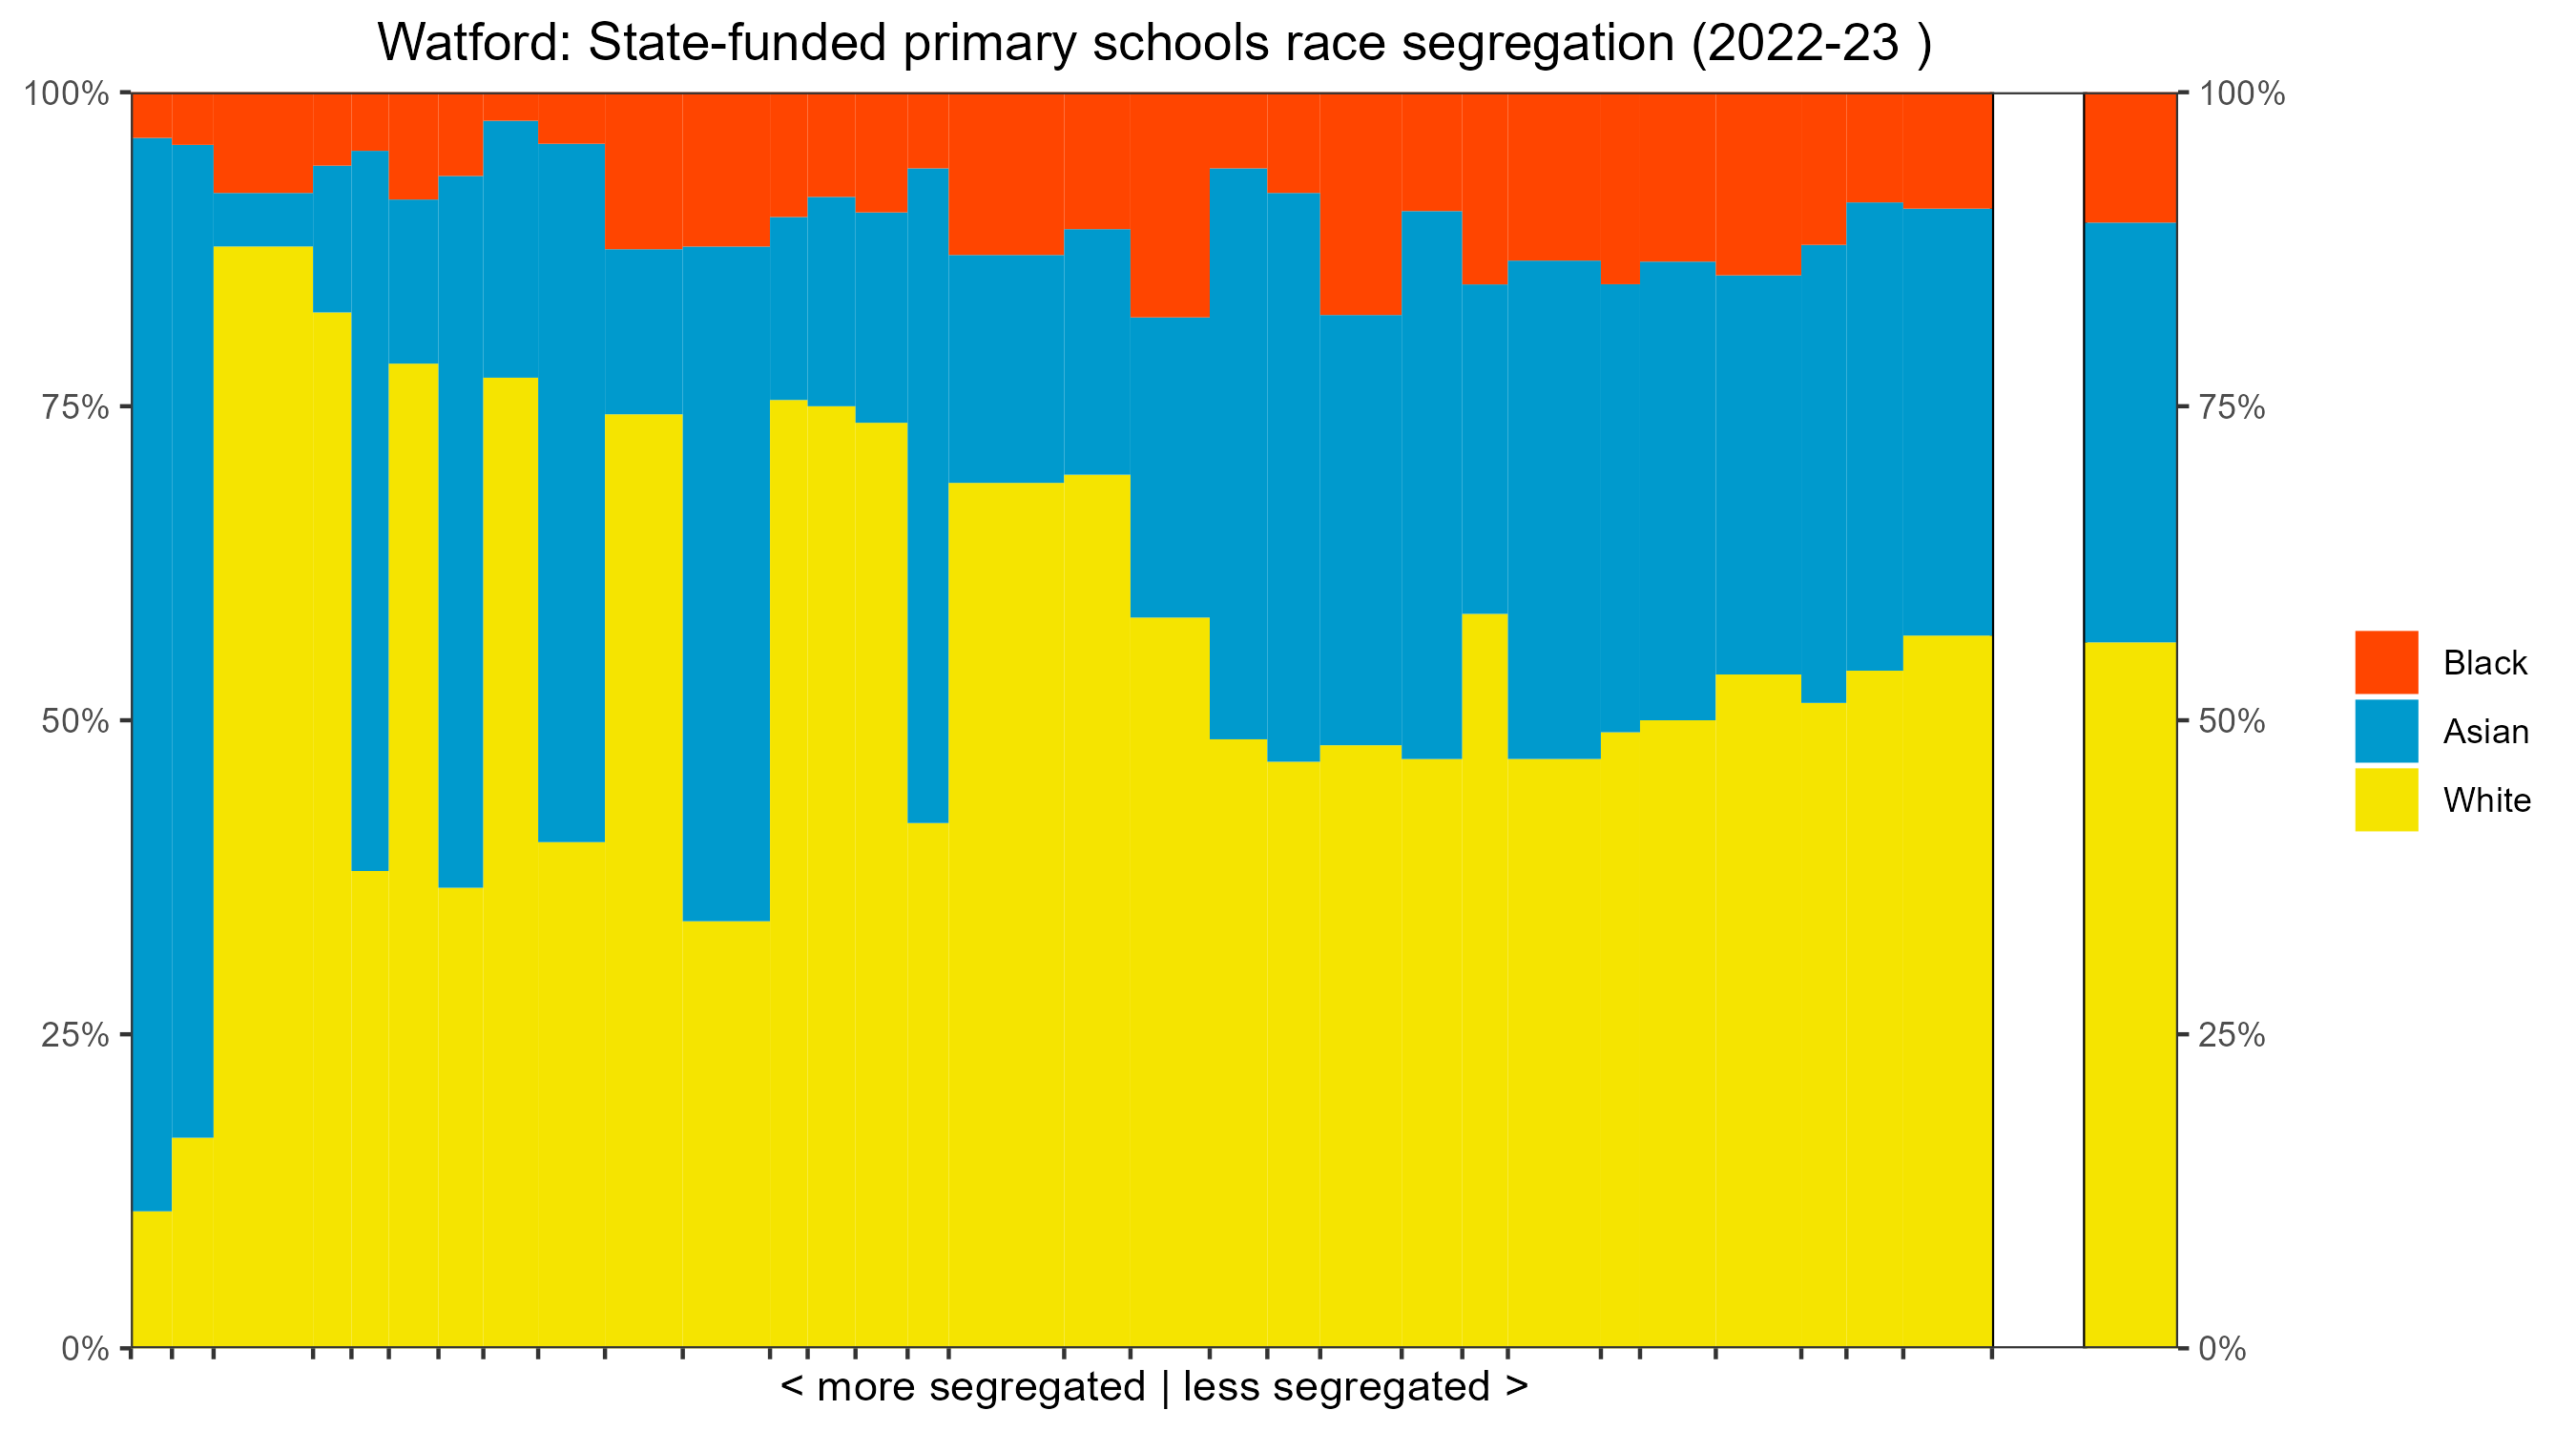 Watford: State-funded primary schools race segregation (2022-23 )
100%
75%
50%
25%
0%
100%
75%
50%
25%
0%
Black
Asian
White
< more segregated | less segregated >